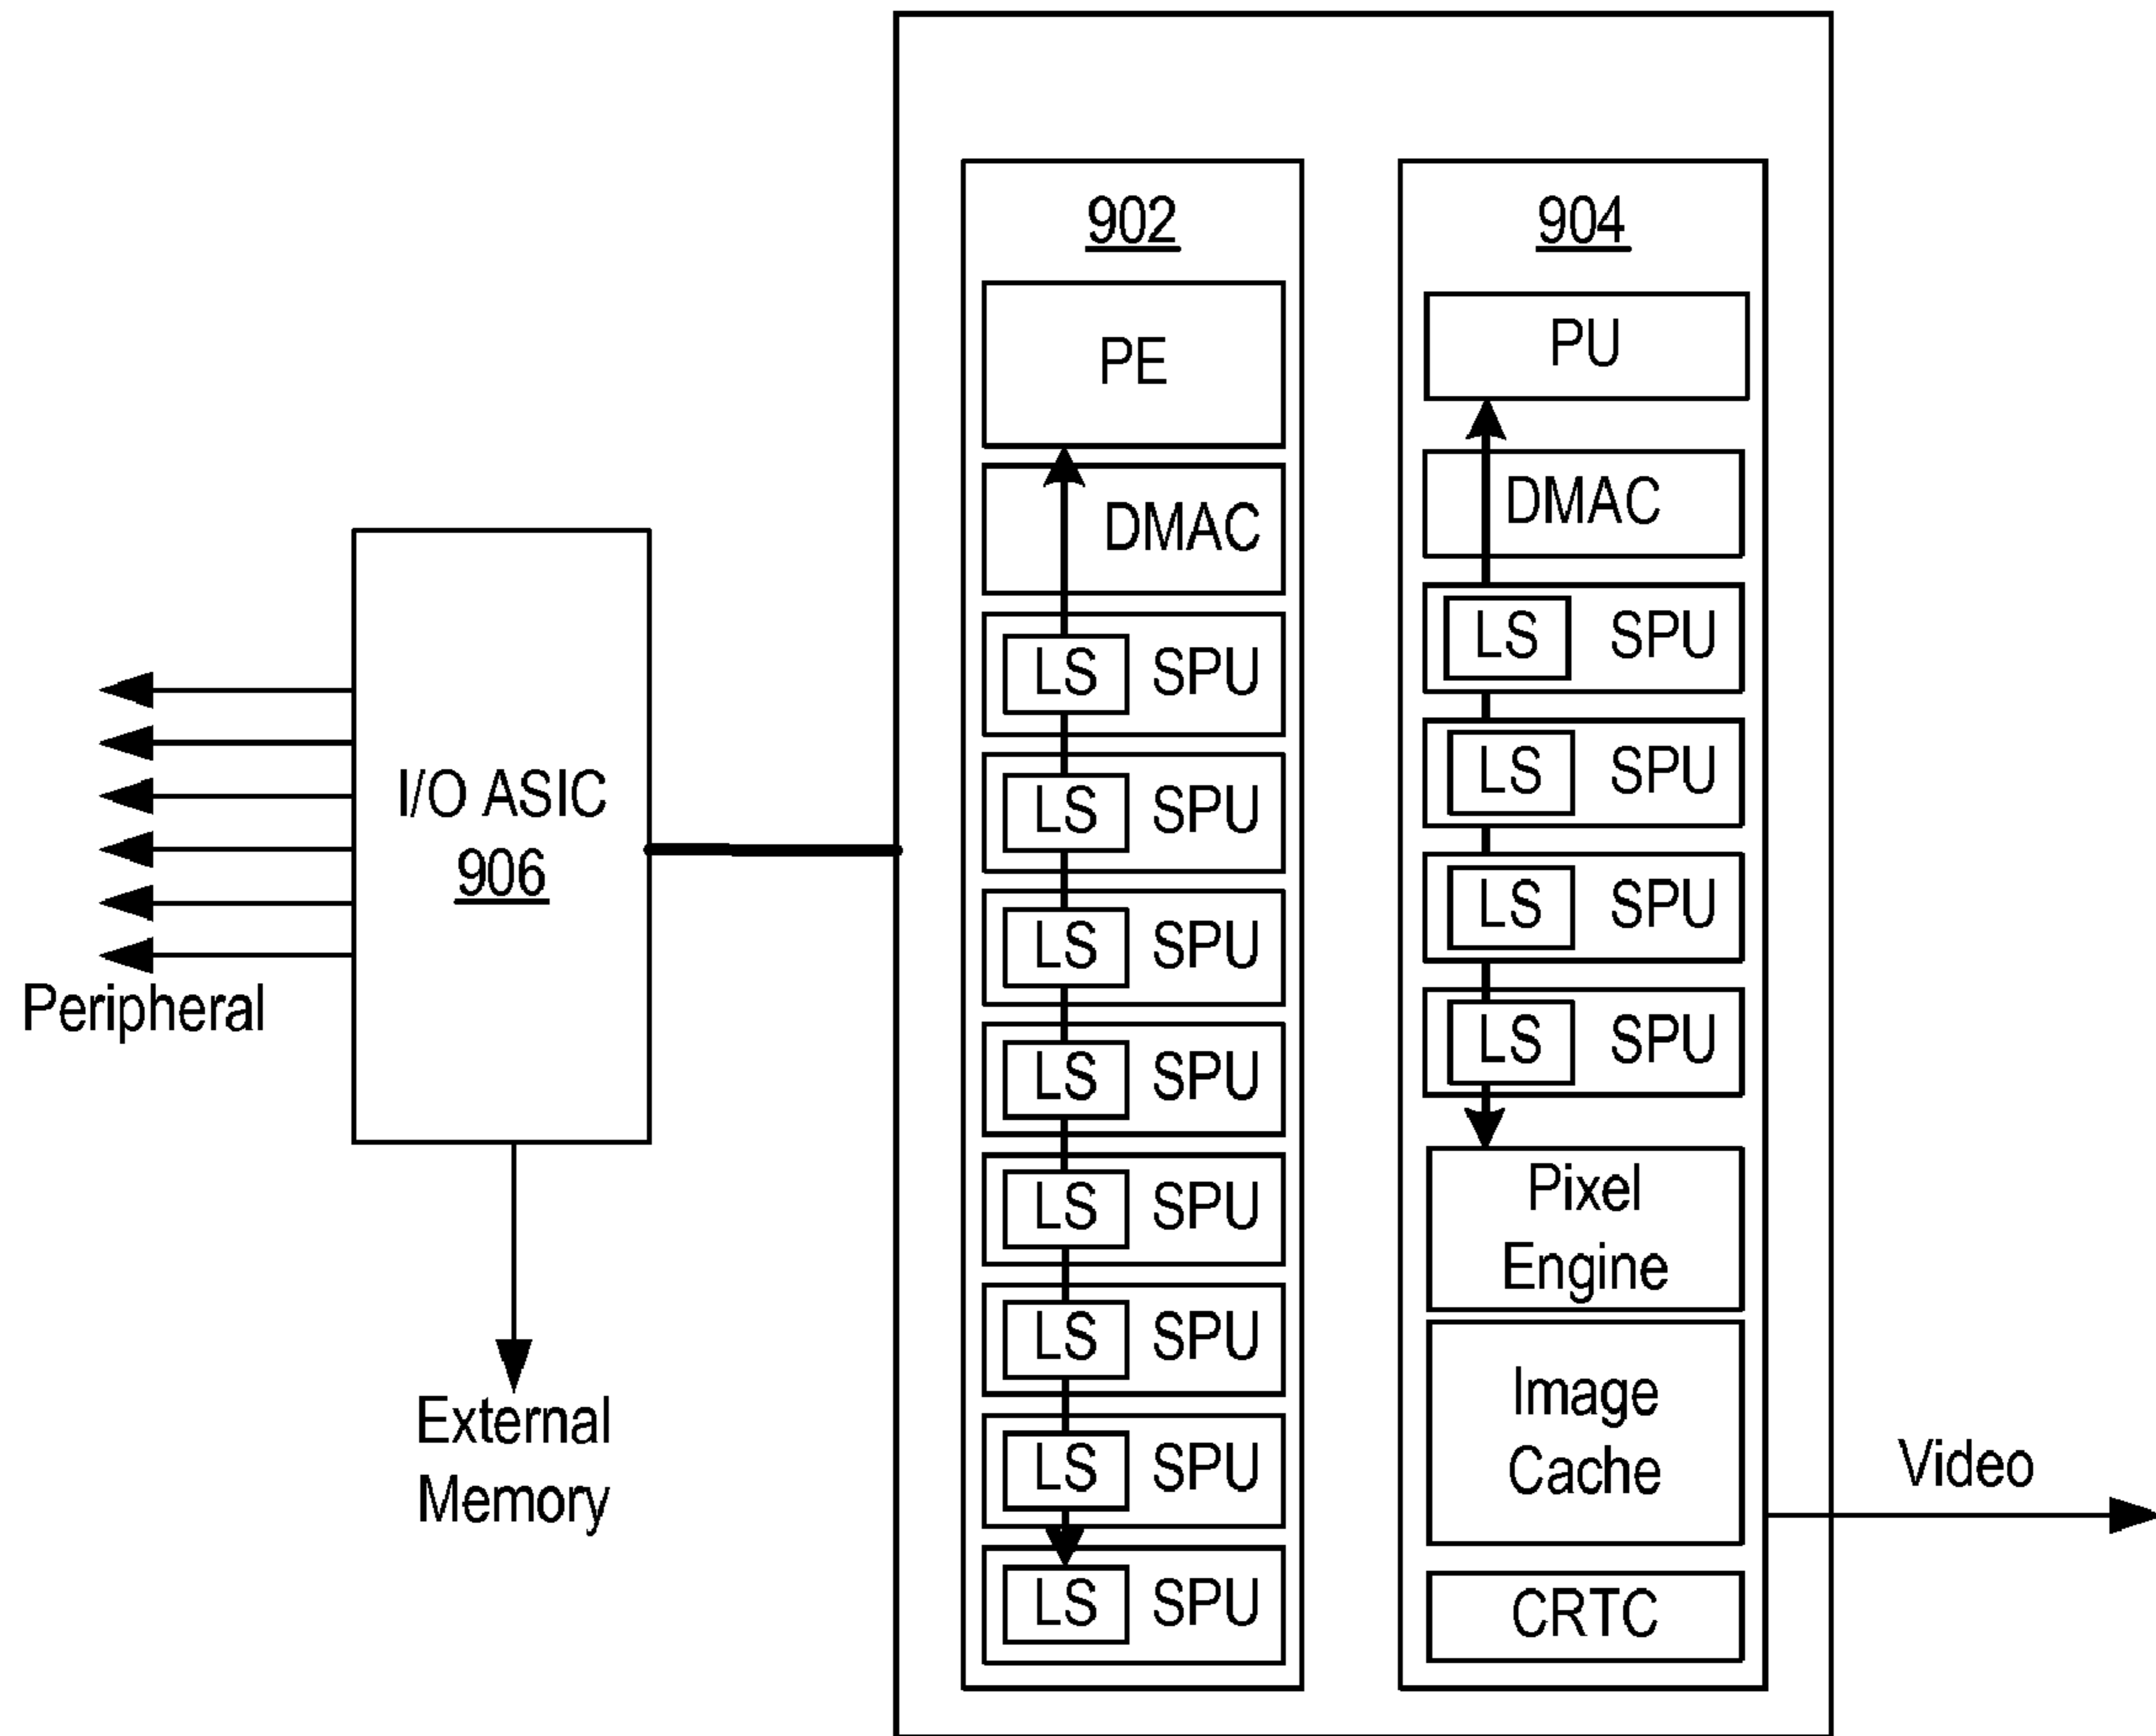 902
PE
DMAC
LS SPU
LS SPU
LS SPU
LS SPU
LS SPU
LS SPU
LS SPU
LS SPU
904
PU
DMAC
LS SPU
LS SPU
LS SPU
LS SPU
Pixel
Engine
Image
Cache
CRTC
I/O ASIC
906
Peripheral
External
Memory
Video